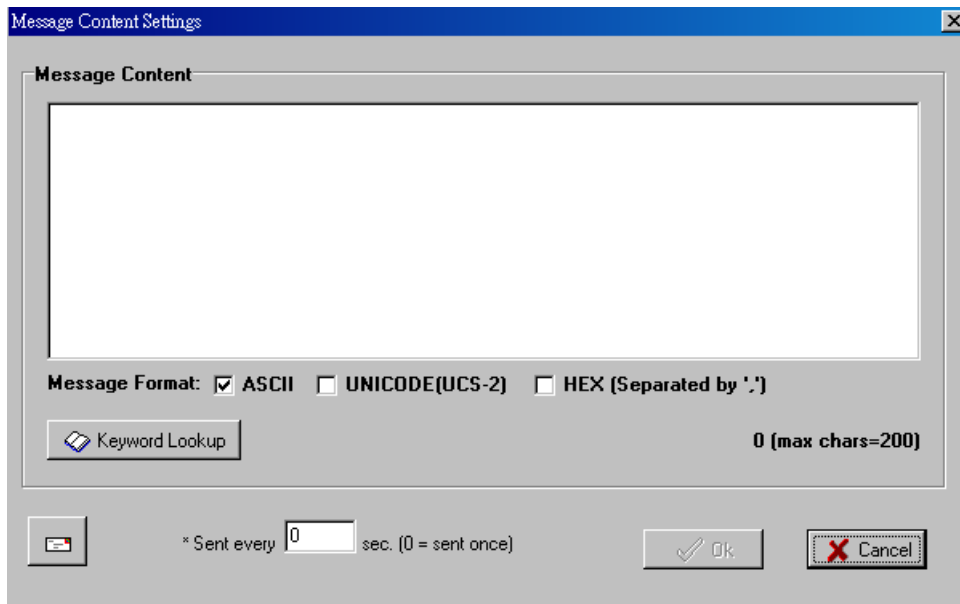 Message Content Settings
Message Content
Message Format: ASCII UNICODE(UCS-2) HEX (Separated by ',')
Keyword Lookup 0 (max chars=200)
* Sent every 0 sec. (0 = sent once) Ok Cancel